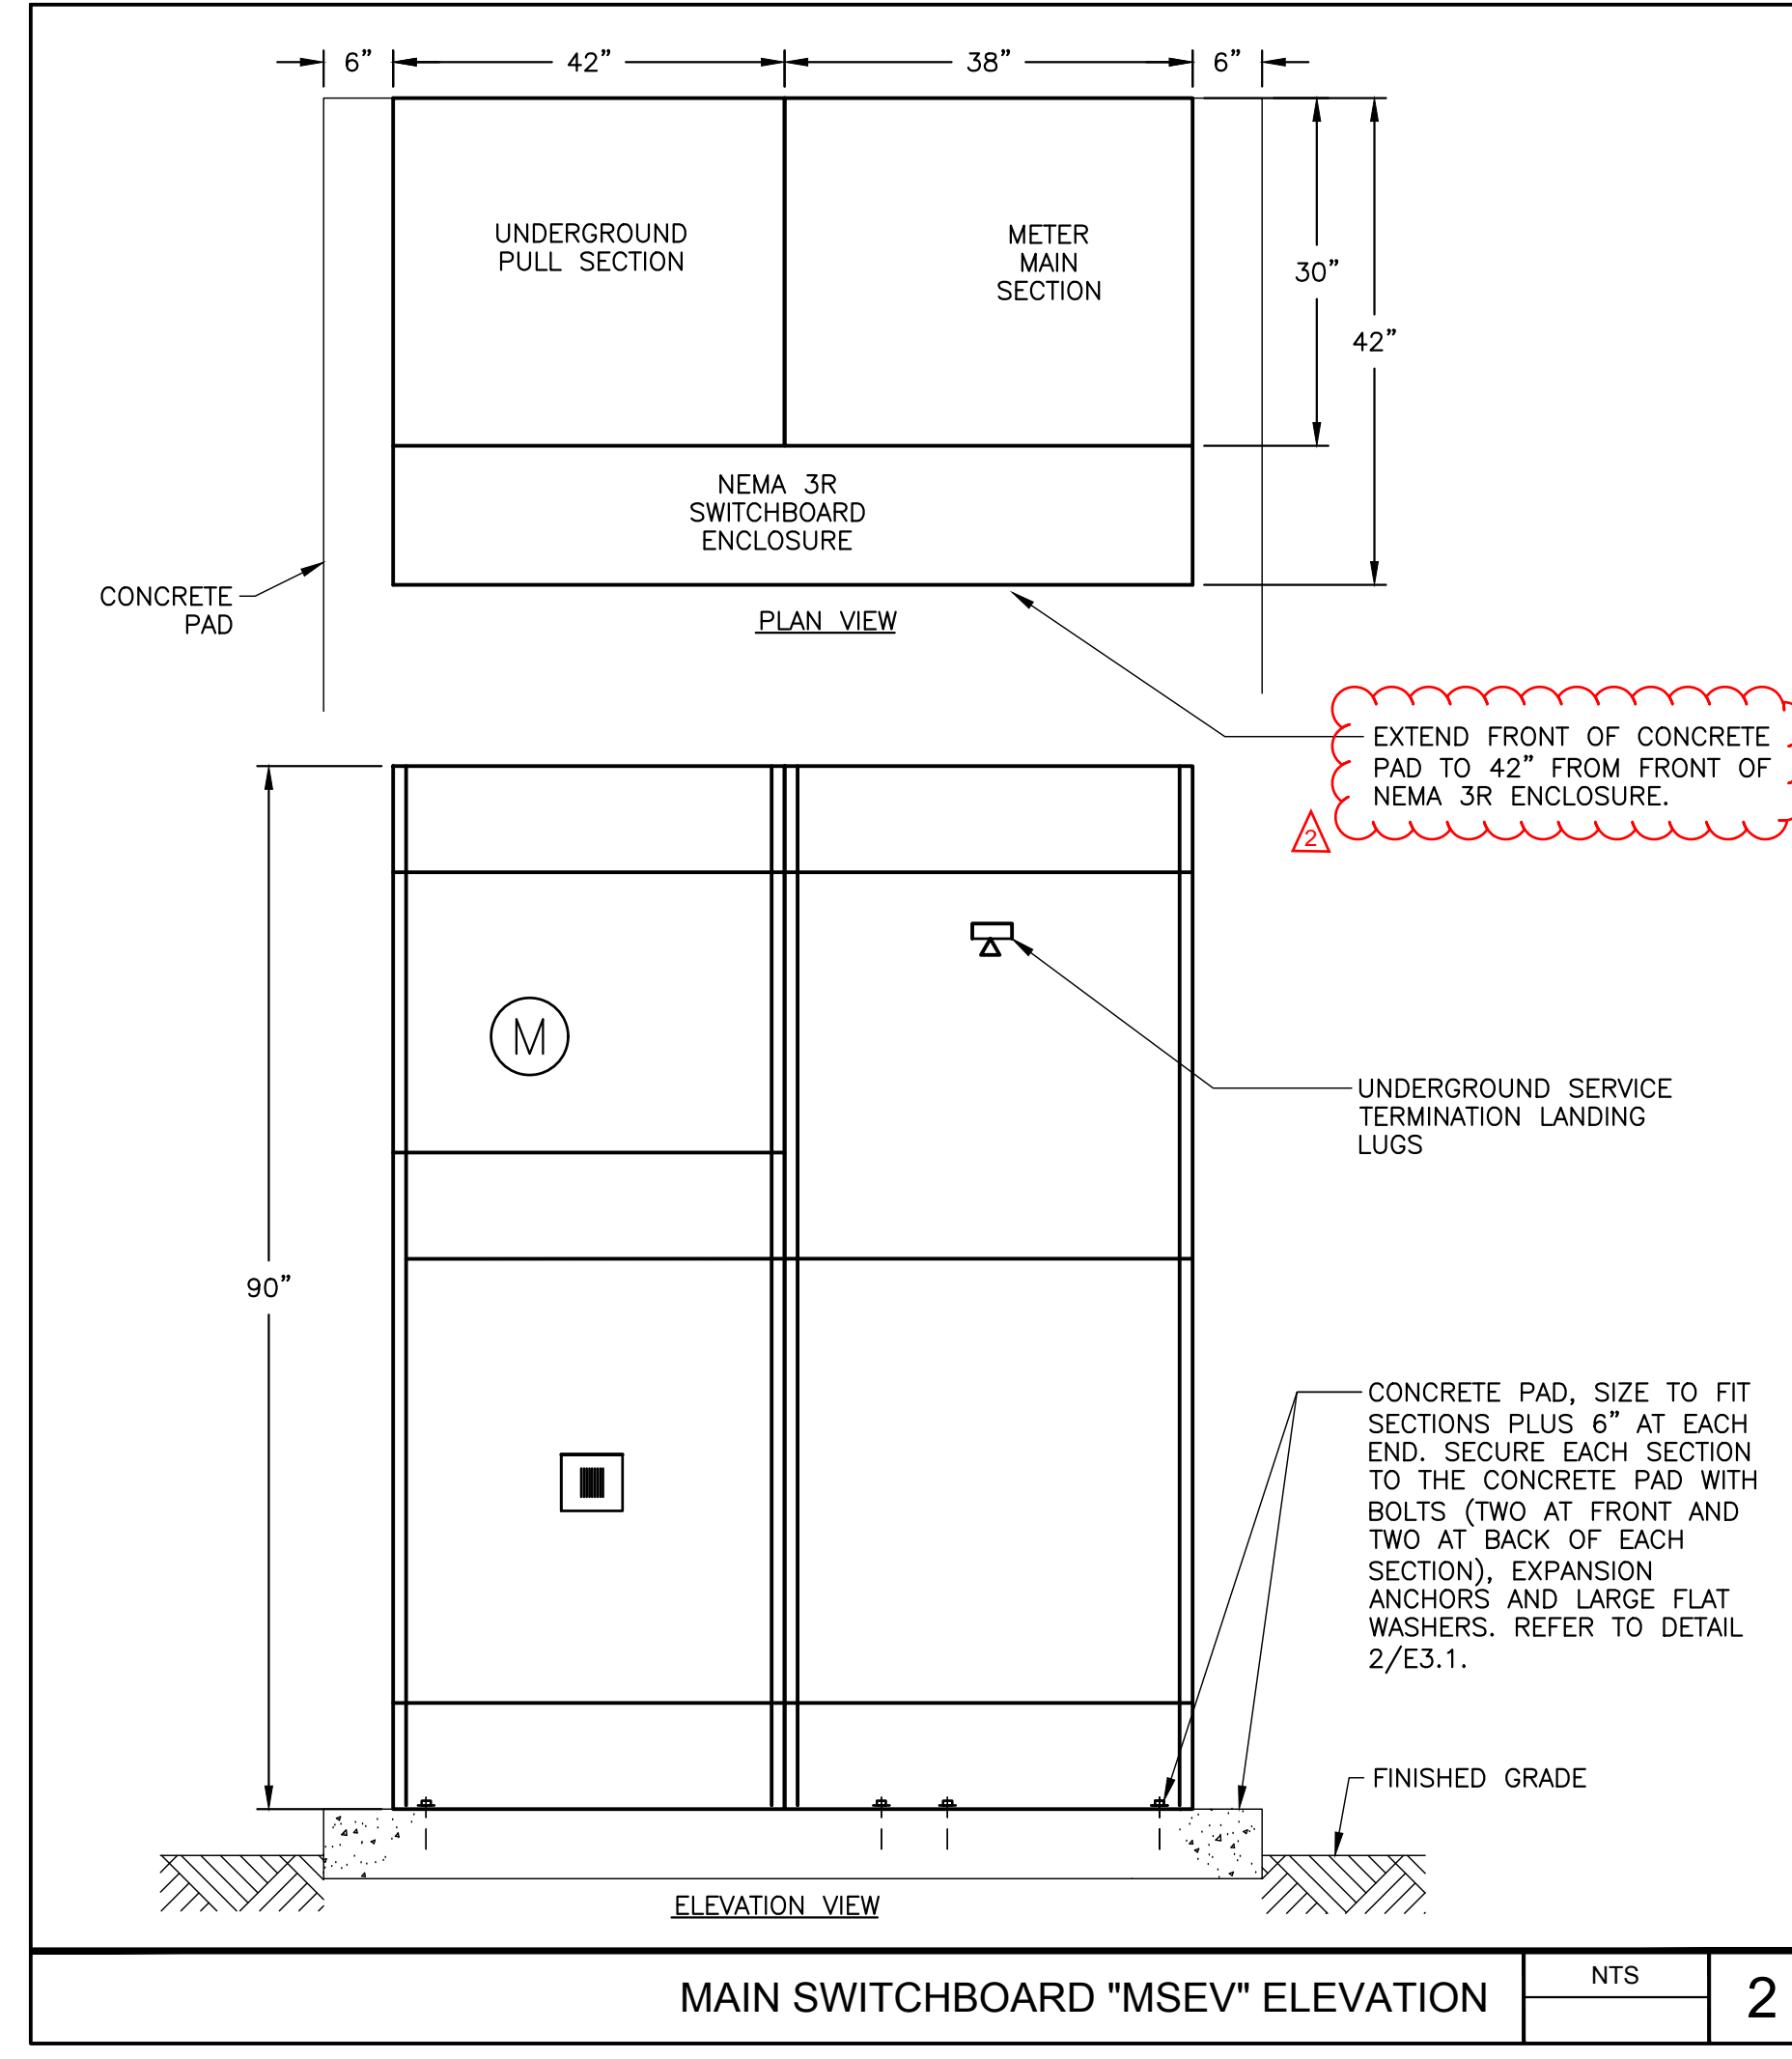 6” 42” 38” 6”
UNDERGROUND
PULL SECTION
METER
MAIN
SECTION
30”
42”
NEMA 3R
SWITCHBOARD
ENCLOSURE
CONCRETE
PAD
PLAN VIEW
EXTEND FRONT OF CONCRETE
PAD TO 42” FROM FRONT OF
NEMA 3R ENCLOSURE.
2
M
UNDERGROUND SERVICE
TERMINATION LANDING
LUGS
90”
CONCRETE PAD, SIZE TO FIT
SECTIONS PLUS 6” AT EACH
END. SECURE EACH SECTION
TO THE CONCRETE PAD WITH
BOLTS (TWO AT FRONT AND
TWO AT BACK OF EACH
SECTION), EXPANSION
ANCHORS AND LARGE FLAT
WASHERS. REFER TO DETAIL
2/E3.1.
FINISHED GRADE
ELEVATION VIEW
MAIN SWITCHBOARD "MSEV" ELEVATION
NTS
2